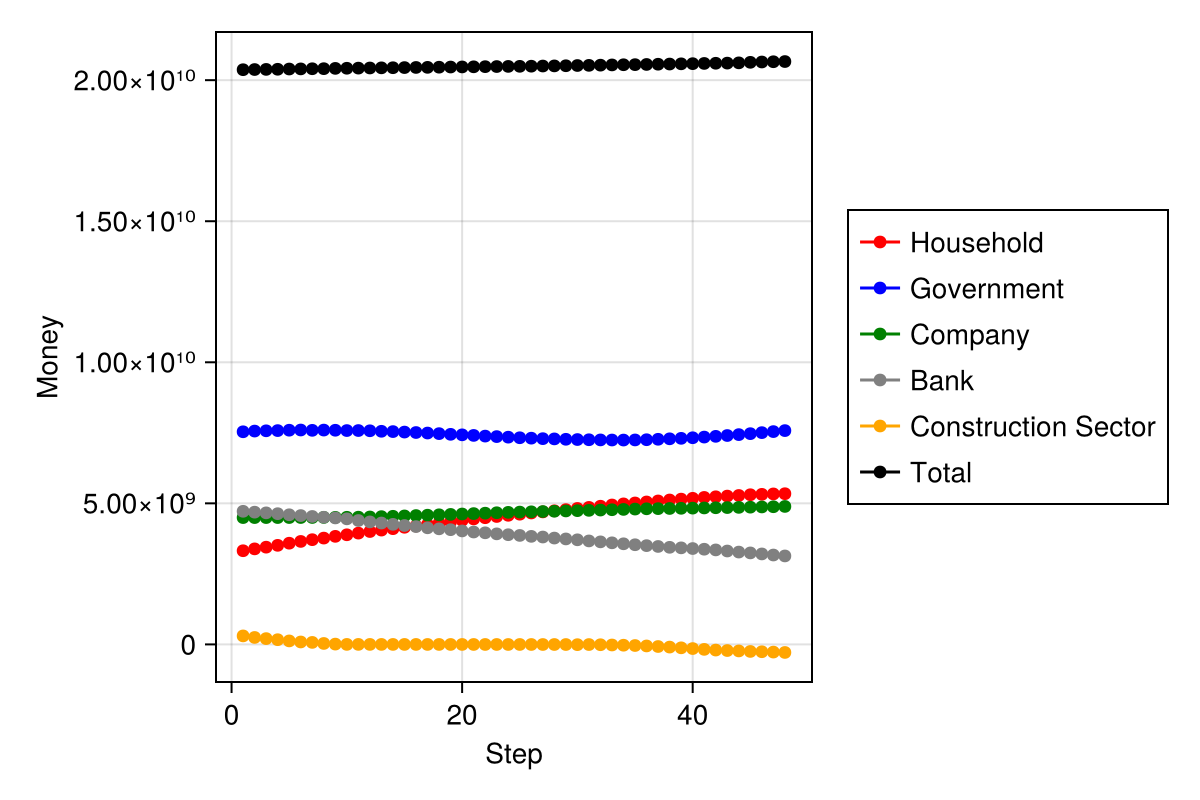 2.00×10¹⁰
1.50×10¹⁰
1.00×10¹⁰
5.00×10⁹
0
Money
0 20 40
Step
Household
Government
Company
Bank
Construction Sector
Total